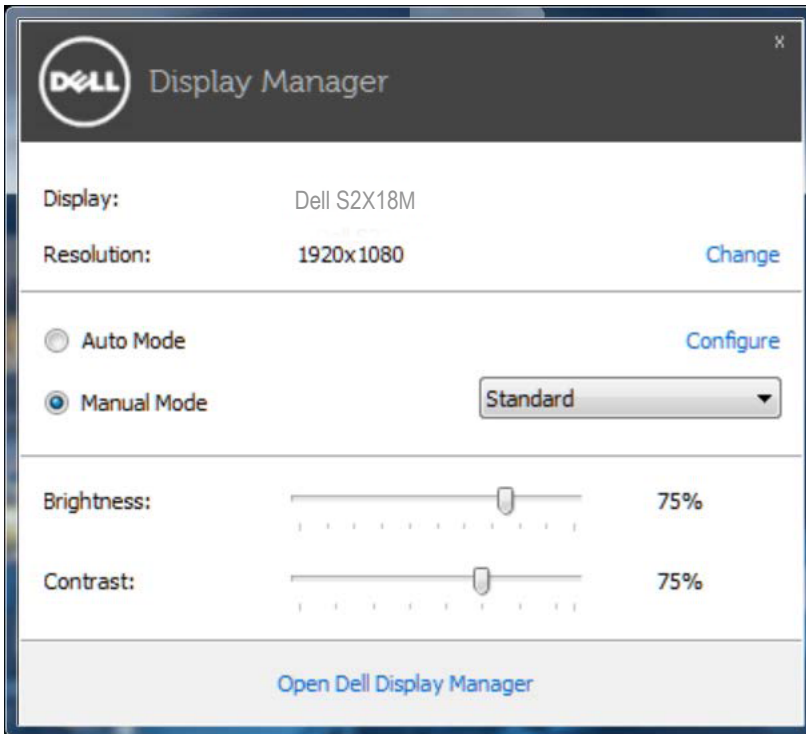 x
DELL Display Manager
Display: Dell S2X18M
Resolution: 1920x1080 Change
Auto Mode Configure
Manual Mode Standard
Brightness: 75%
Contrast: 75%
Open Dell Display Manager